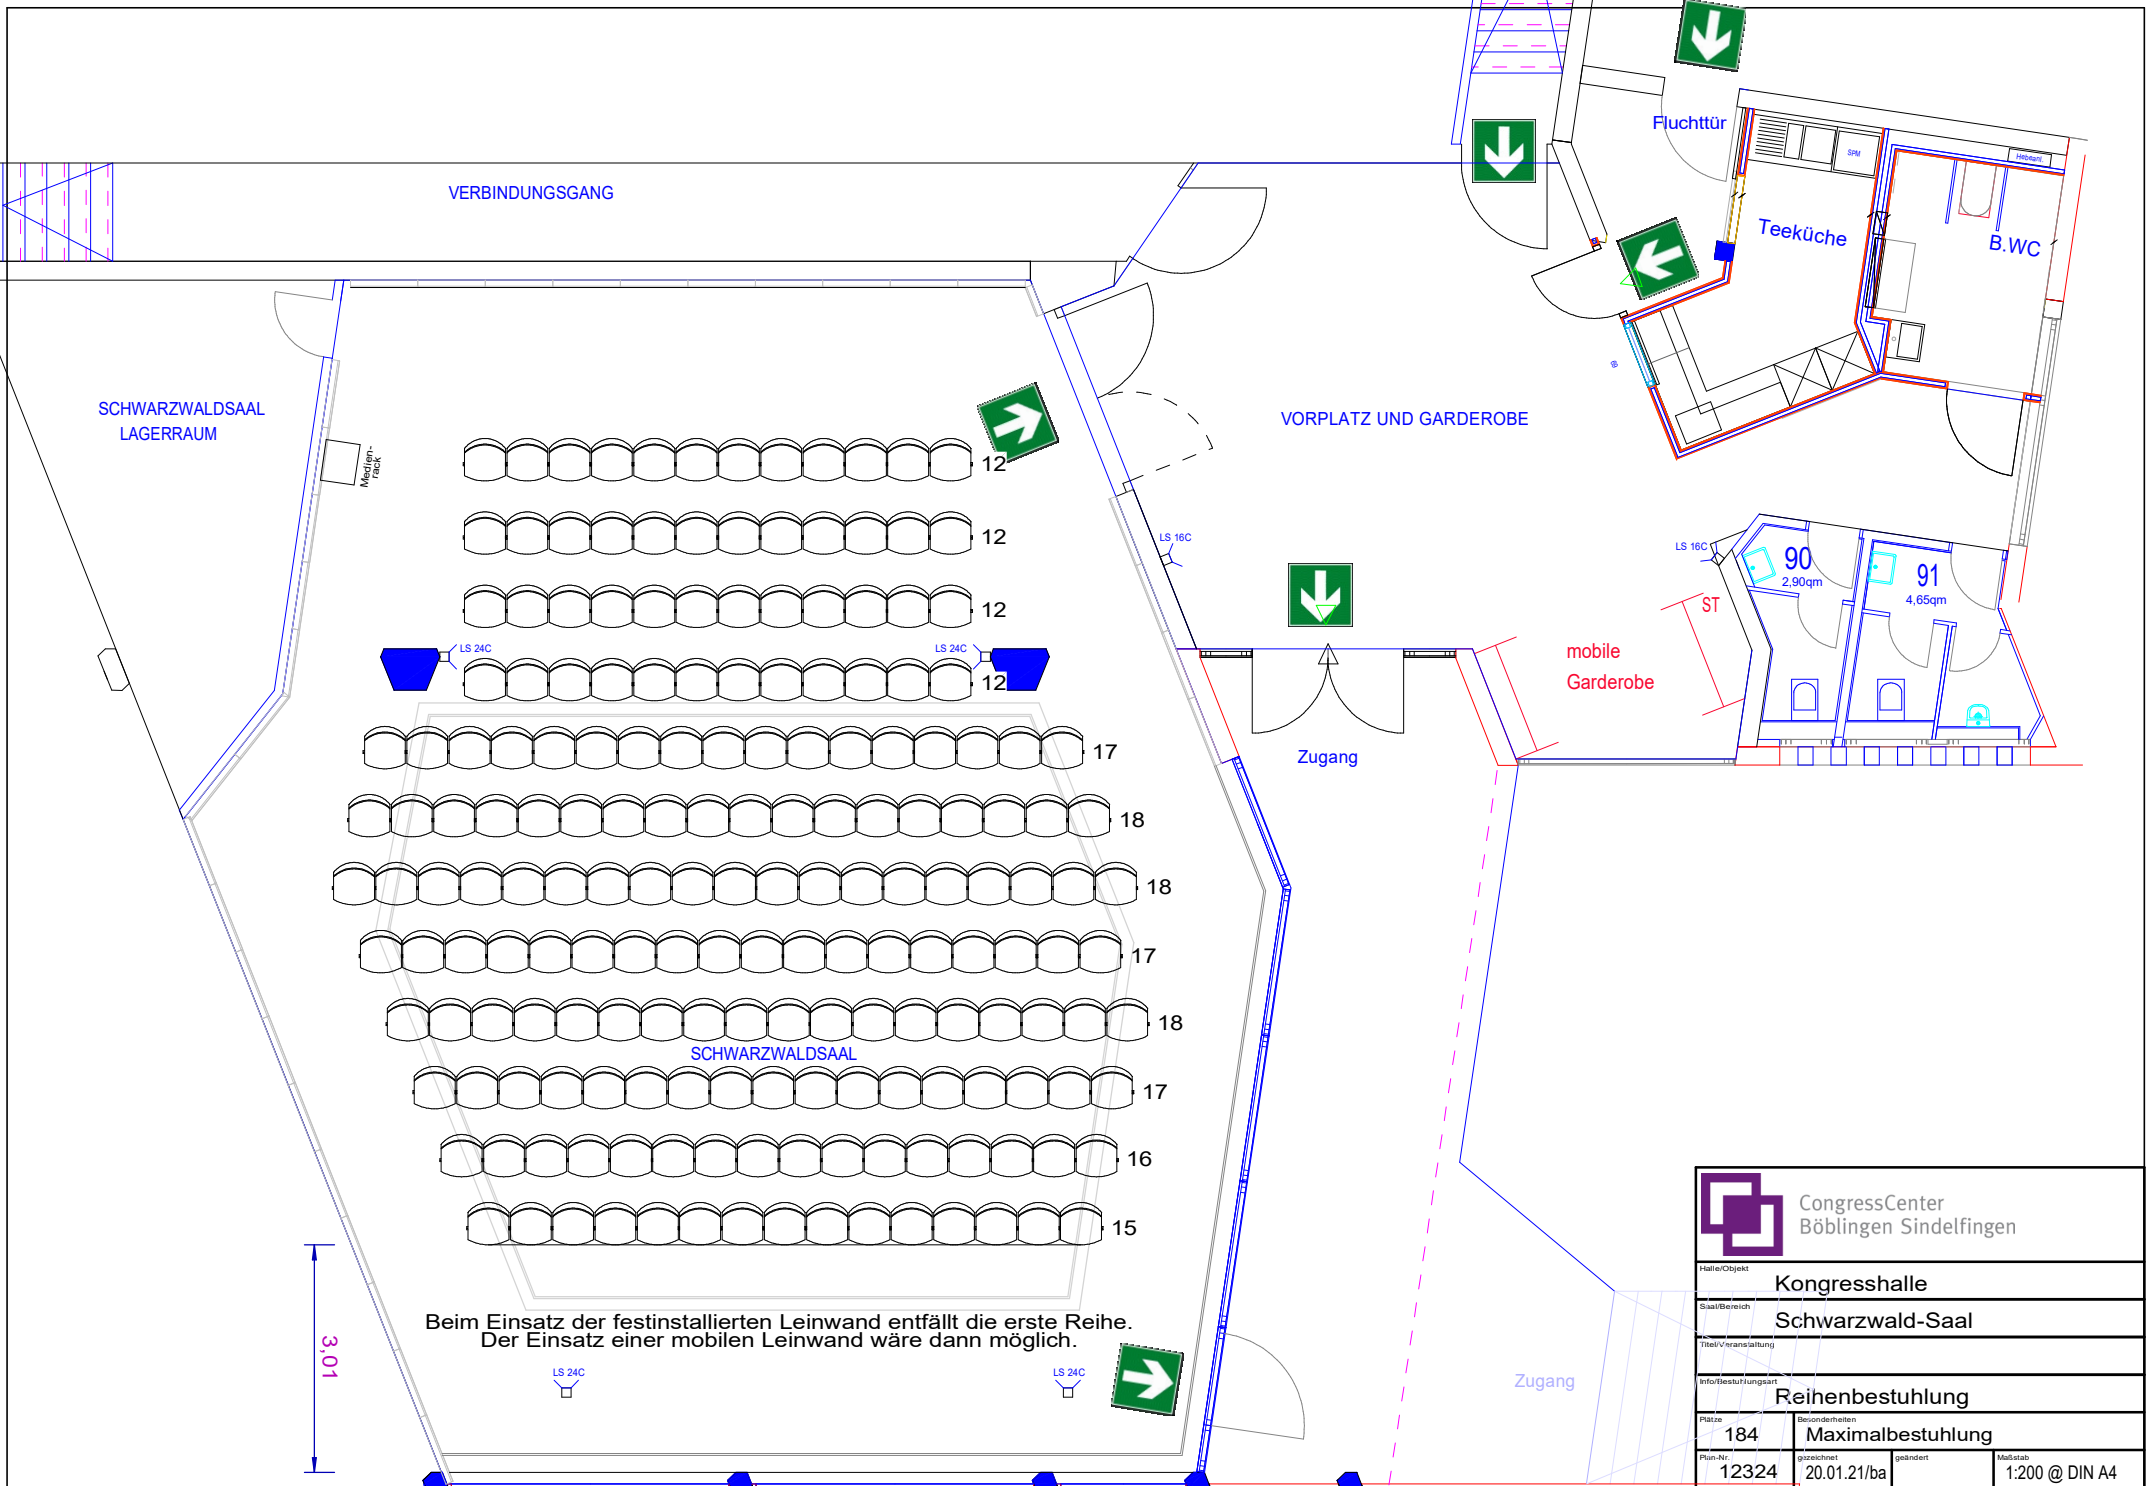 Fluchttür
SPM
Hebeanl.
VERBINDUNGSGANG
Teeküche
B.WC
SCHWARZWALDSAAL
LAGERRAUM
Medien-
rack
VORPLATZ UND GARDEROBE
12
12
12
LS 24C
LS 24C
12
17
18
18
17
18
SCHWARZWALDSAAL
17
16
15
LS 16C
LS 16C
90
2,90qm
91
4,65qm
ST
mobile
Garderobe
Zugang
3,01
Beim Einsatz der festinstallierten Leinwand entfällt die erste Reihe.
Der Einsatz einer mobilen Leinwand wäre dann möglich.
LS 24C
LS 24C
Zugang
CongressCenter
Böblingen Sindelfingen
Halle/Objekt
Kongresshalle
Saal/Bereich
Schwarzwald-Saal
Titel/Veranstaltung
Info/Bestuhlungsart
Reihenbestuhlung
Plätze
184
Besonderheiten
Maximalbestuhlung
Plan-Nr.
12324
gezeichnet
20.01.21/ba
geändert
Maßstab
1:200 @ DIN A4